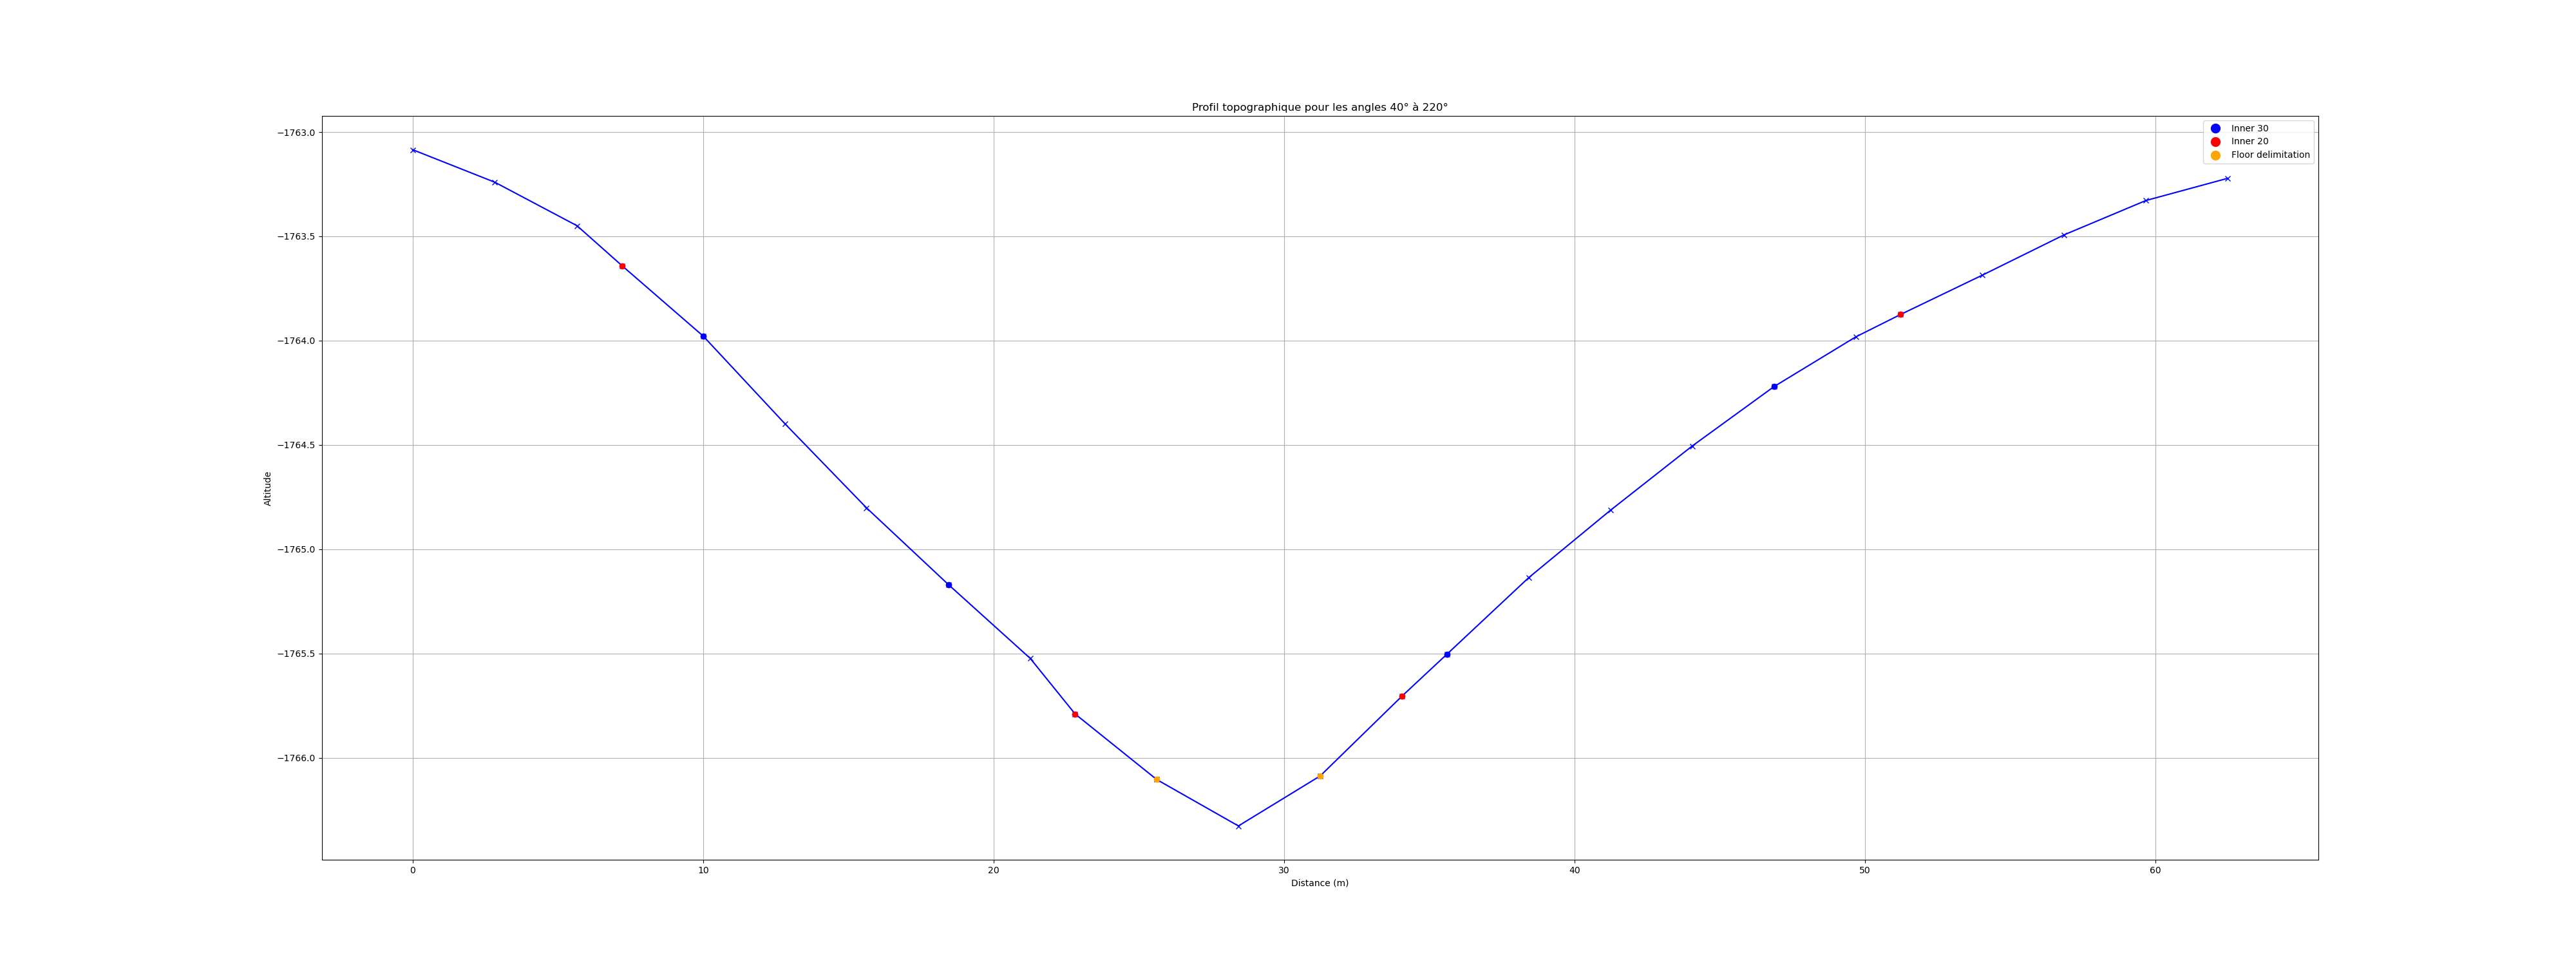 Profil topographique pour les angles 40° à 220°
Inner 30
Inner 20
Floor delimitation
−1763.0
−1763.5
−1764.0
−1764.5
−1765.0
−1765.5
−1766.0
Altitude
0 10 20 30 40 50 60
Distance (m)